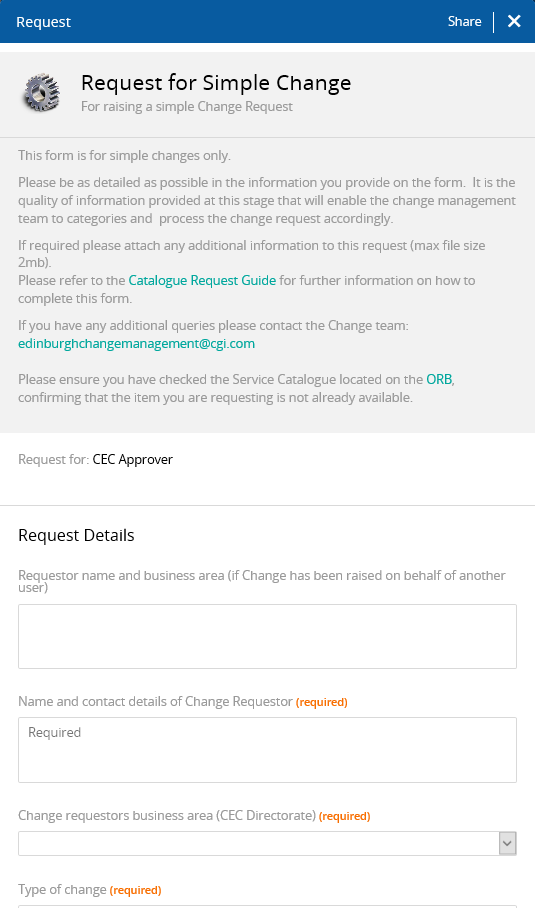 Request
Share
Request for Simple Change
For raising a simple Change Request
This form is for simple changes only.
Please be as detailed as possible in the information you provide on the form.  It is the
quality of information provided at this stage that will enable the change management
team to categories and  process the change request accordingly.
If required please attach any additional information to this request (max file size
2mb).
Please refer to the Catalogue Request Guide for further information on how to
complete this form.
If you have any additional queries please contact the Change team:
edinburghchangemanagement@cgi.com
Please ensure you have checked the Service Catalogue located on the ORB,
confirming that the item you are requesting is not already available.
Request for: CEC Approver
Request Details
Requestor name and business area (if Change has been raised on behalf of another
user)
Name and contact details of Change Requestor (required)
Required
Change requestors business area (CEC Directorate) (required)
Type of change (required)